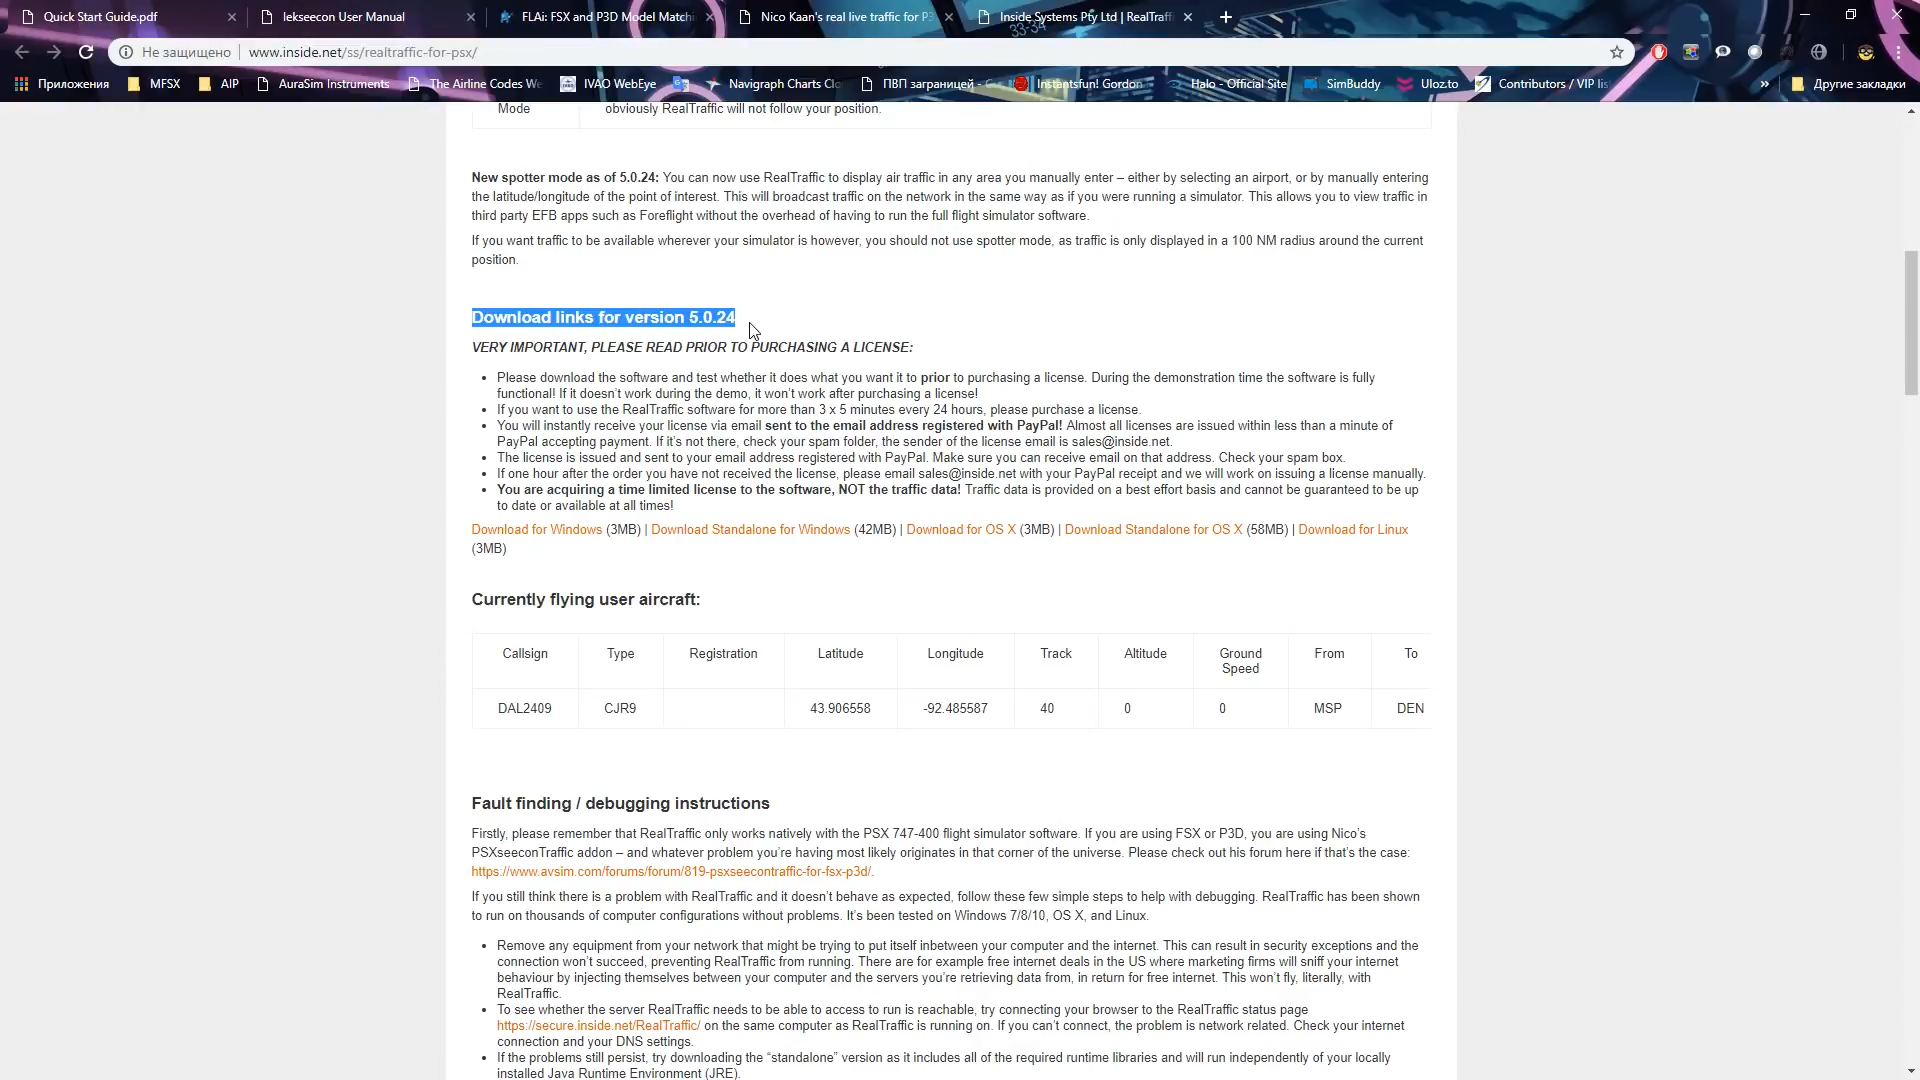 Quick Start Guide.pdf
lekseecon User Manual
FLAi: FSX and P3D Model Matchi
Nico Kaan's real live traffic for P3
Inside Systems Pty Ltd | RealTraff
33-34
Не защищено | www.inside.net/ss/realtraffic-for-psx/
Приложения
MFSX
AIP
AuraSim Instruments
The Airline Codes We
IVAO WebEye
Navigraph Charts Clo
ПВП заграницей -
Instantsfun! Gordon
Halo - Official Site
SimBuddy
Uloz.to
Contributors / VIP lis
»
Другие закладки
Mode
obviously RealTraffic will not follow your position.
New spotter mode as of 5.0.24: You can now use RealTraffic to display air traffic in any area you manually enter – either by selecting an airport, or by manually entering
the latitude/longitude of the point of interest. This will broadcast traffic on the network in the same way as if you were running a simulator. This allows you to view traffic in
third party EFB apps such as Foreflight without the overhead of having to run the full flight simulator software.
If you want traffic to be available wherever your simulator is however, you should not use spotter mode, as traffic is only displayed in a 100 NM radius around the current
position.
Download links for version 5.0.24
VERY IMPORTANT, PLEASE READ PRIOR TO PURCHASING A LICENSE:
• Please download the software and test whether it does what you want it to prior to purchasing a license. During the demonstration time the software is fully
functional! If it doesn't work during the demo, it won't work after purchasing a license!
• If you want to use the RealTraffic software for more than 3 x 5 minutes every 24 hours, please purchase a license.
• You will instantly receive your license via email sent to the email address registered with PayPal! Almost all licenses are issued within less than a minute of
PayPal accepting payment. If it's not there, check your spam folder, the sender of the license email is sales@inside.net.
• The license is issued and sent to your email address registered with PayPal. Make sure you can receive email on that address. Check your spam box.
• If one hour after the order you have not received the license, please email sales@inside.net with your PayPal receipt and we will work on issuing a license manually.
• You are acquiring a time limited license to the software, NOT the traffic data! Traffic data is provided on a best effort basis and cannot be guaranteed to be up
to date or available at all times!
Download for Windows (3MB) | Download Standalone for Windows (42MB) | Download for OS X (3MB) | Download Standalone for OS X (58MB) | Download for Linux
(3MB)
Currently flying user aircraft:
Callsign Type Registration Latitude Longitude Track Altitude Ground Speed From To
DAL2409 CJR9 43.906558 -92.485587 40 0 0 MSP DEN
Fault finding / debugging instructions
Firstly, please remember that RealTraffic only works natively with the PSX 747-400 flight simulator software. If you are using FSX or P3D, you are using Nico's
PSXseeconTraffic addon – and whatever problem you're having most likely originates in that corner of the universe. Please check out his forum here if that's the case:
https://www.avsim.com/forums/forum/819-psxseecontraffic-for-fsx-p3d/.
If you still think there is a problem with RealTraffic and it doesn't behave as expected, follow these few simple steps to help with debugging. RealTraffic has been shown
to run on thousands of computer configurations without problems. It's been tested on Windows 7/8/10, OS X, and Linux.
• Remove any equipment from your network that might be trying to put itself inbetween your computer and the internet. This can result in security exceptions and the
connection won't succeed, preventing RealTraffic from running. There are for example free internet deals in the US where marketing firms will sniff your internet
behaviour by injecting themselves between your computer and the servers you're retrieving data from, in return for free internet. This won't fly, literally, with
RealTraffic.
• To see whether the server RealTraffic needs to be able to access to run is reachable, try connecting your browser to the RealTraffic status page
https://secure.inside.net/RealTraffic/ on the same computer as RealTraffic is running on. If you can't connect, the problem is network related. Check your internet
connection and your DNS settings.
• If the problems still persist, try downloading the “standalone” version as it includes all of the required runtime libraries and will run independently of your locally
installed Java Runtime Environment (JRE).